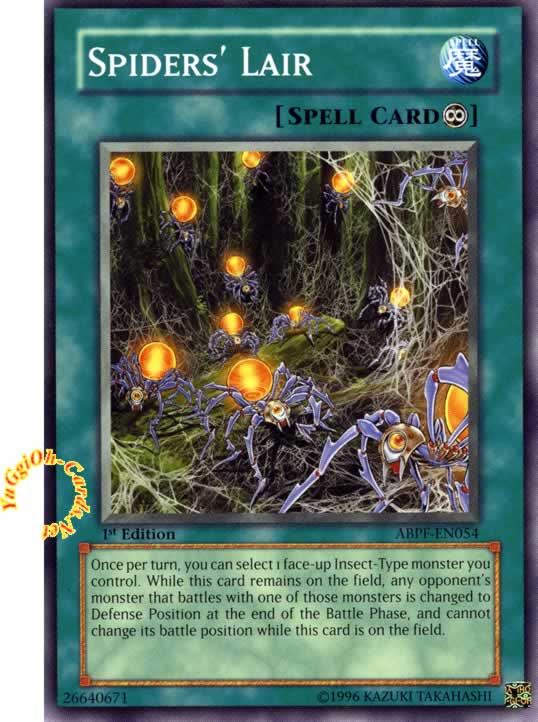 SPIDERS' LAIR
SPELL
魔
[SPELL CARD]
1st Edition
ABPF-EN054
Once per turn, you can select 1 face-up Insect-Type monster you
control. While this card remains on the field, any opponent's
monster that battles with one of those monsters is changed to
Defense Position at the end of the Battle Phase, and cannot
change its battle position while this card is on the field.
26640671
©1996 KAZUKI TAKAHASHI
YuGgiOh-Cards.Net